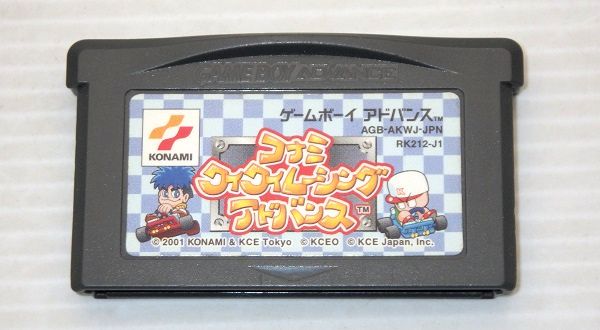 GAME BOY ADVANCE
ゲームボーイ アドバンス™
AGB-AKWJ-JPN
RK212-J1
KONAMI
コナミ
ワイワイレーシング
アドバンス™
K
© 2001 KONAMI & KCE Tokyo © KCEO © KCE Japan, Inc.